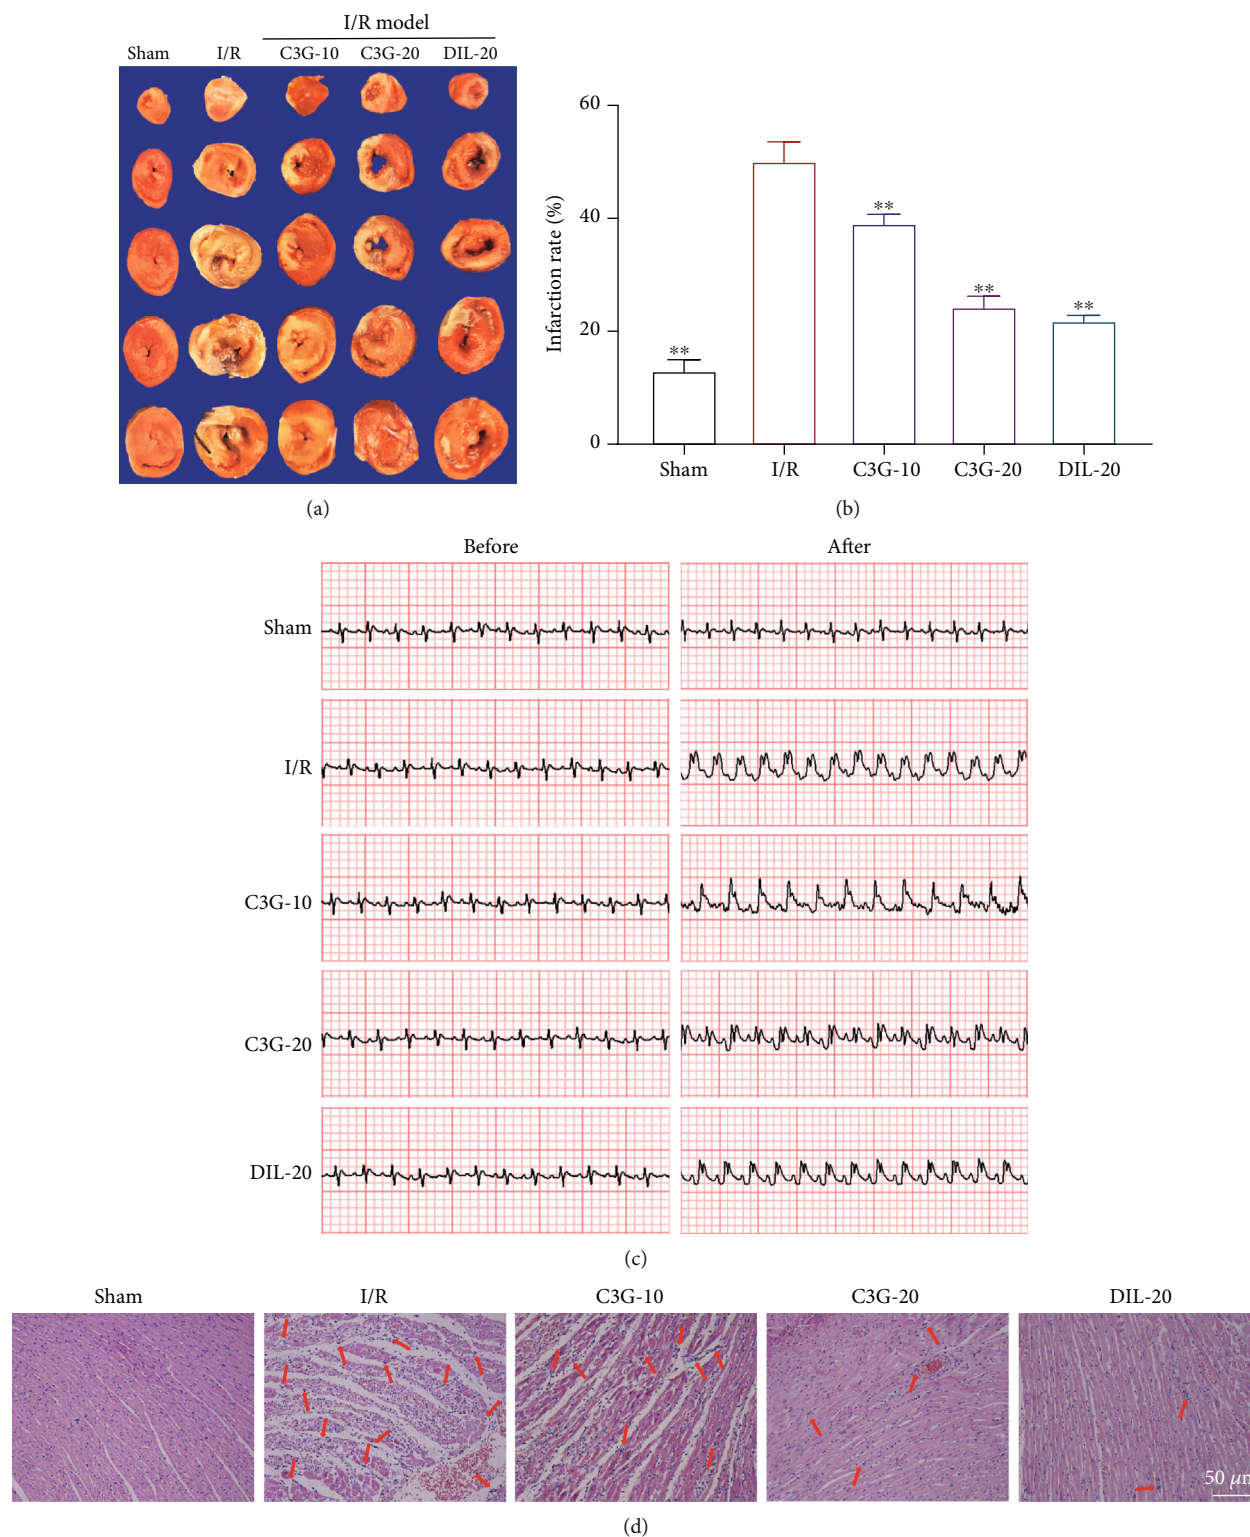 I/R model
Sham I/R C3G-10 C3G-20 DIL-20
(a)
Infarction rate (%)
60
40
20
0
**
**
**
**
Sham I/R C3G-10 C3G-20 DIL-20
(b)
Before After
Sham
I/R
C3G-10
C3G-20
DIL-20
(c)
Sham I/R C3G-10 C3G-20 DIL-20
50 μm
(d)